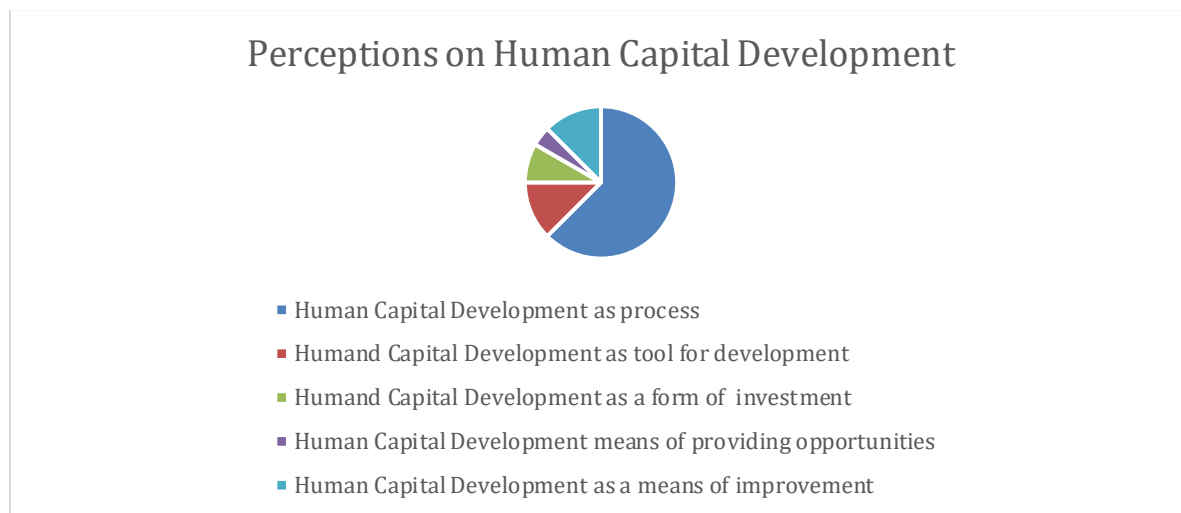 Perceptions on Human Capital Development
Human Capital Development as process
Humand Capital Development as tool for development
Humand Capital Development as a form of investment
Human Capital Development means of providing opportunities
Human Capital Development as a means of improvement